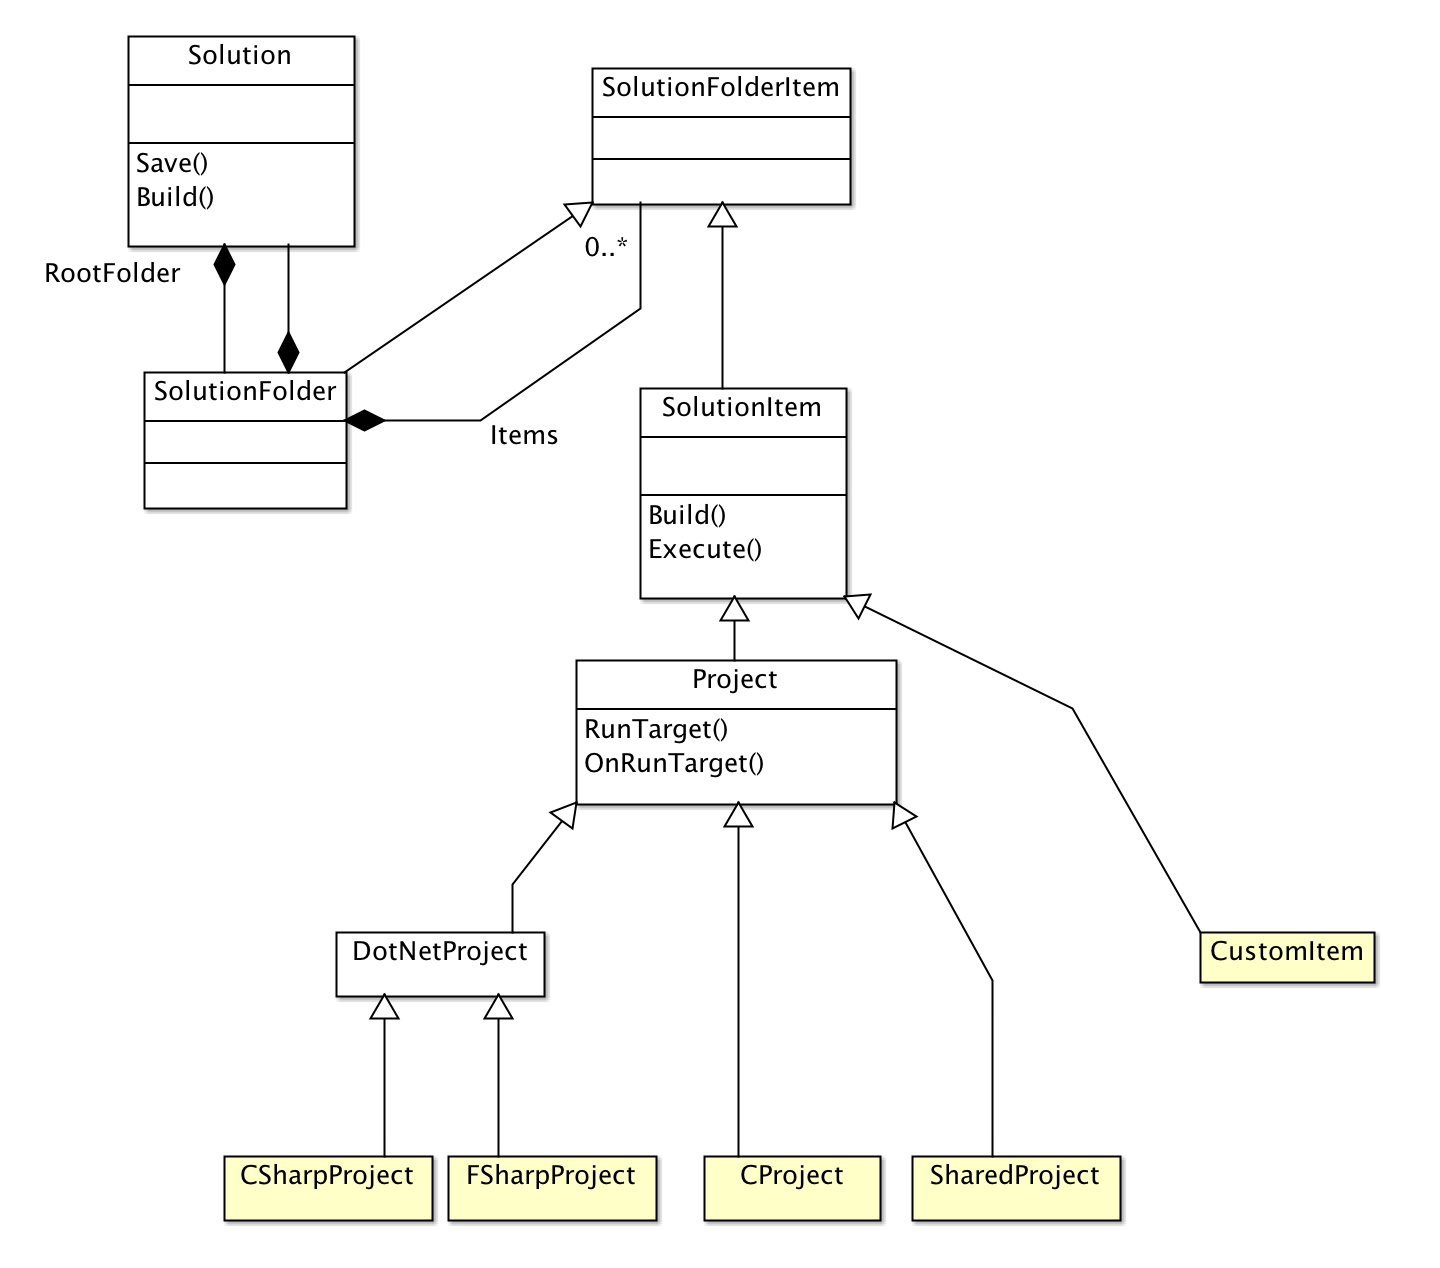 Solution
Save()
Build()
SolutionFolderItem
RootFolder
0..*
SolutionFolder
Items
SolutionItem
Build()
Execute()
Project
RunTarget()
OnRunTarget()
DotNetProject
CustomItem
CSharpProject
FSharpProject
CProject
SharedProject